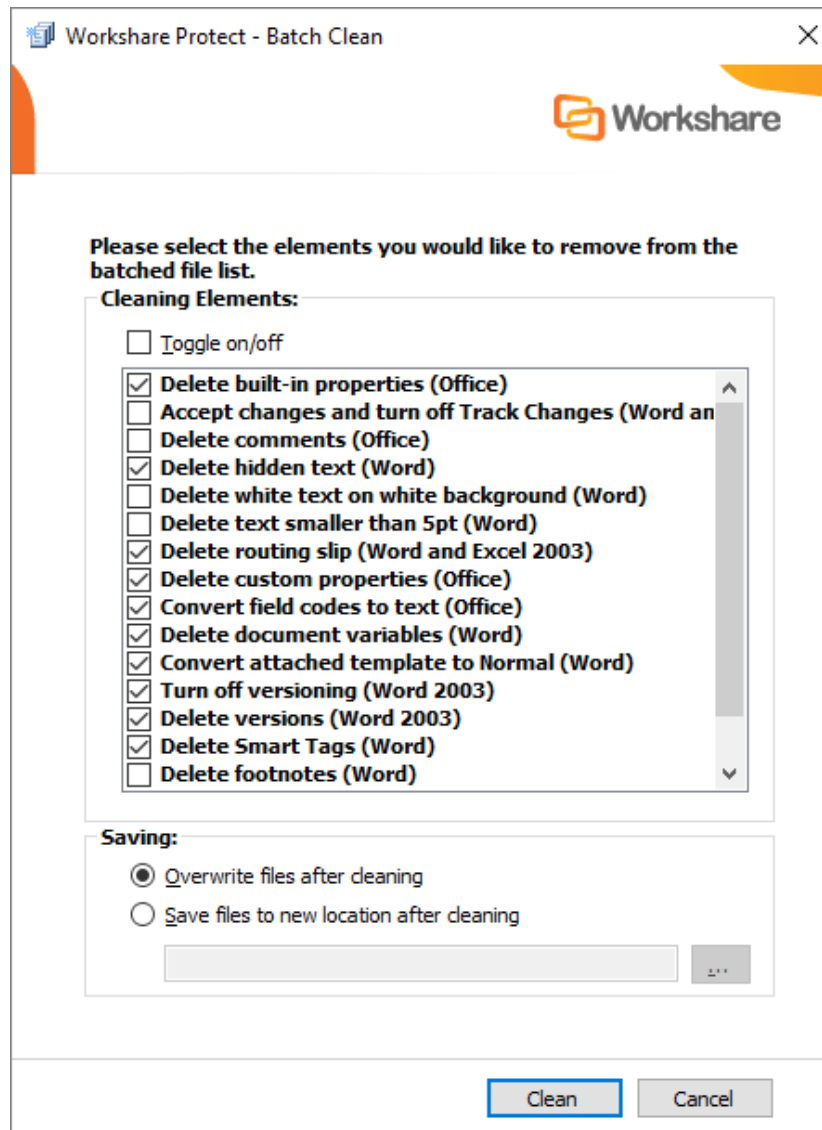 Workshare Protect - Batch Clean
Workshare
Please select the elements you would like to remove from the
batched file list.
Cleaning Elements:
Toggle on/off
Delete built-in properties (Office)
Accept changes and turn off Track Changes (Word an
Delete comments (Office)
Delete hidden text (Word)
Delete white text on white background (Word)
Delete text smaller than 5pt (Word)
Delete routing slip (Word and Excel 2003)
Delete custom properties (Office)
Convert field codes to text (Office)
Delete document variables (Word)
Convert attached template to Normal (Word)
Turn off versioning (Word 2003)
Delete versions (Word 2003)
Delete Smart Tags (Word)
Delete footnotes (Word)
Saving:
Overwrite files after cleaning
Save files to new location after cleaning
...
Clean Cancel